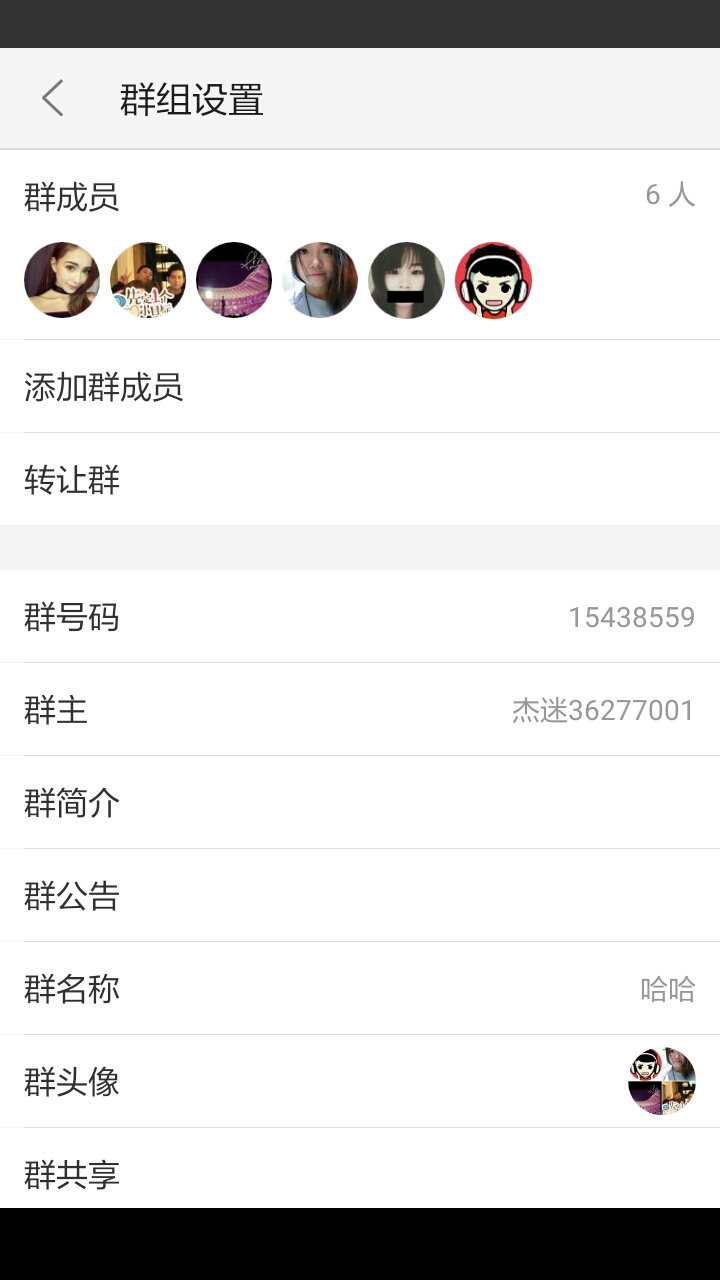 群组设置
群成员
6 人
添加群成员
转让群
群号码
15438559
群主
杰迷36277001
群简介
群公告
群名称
哈哈
群头像
群共享